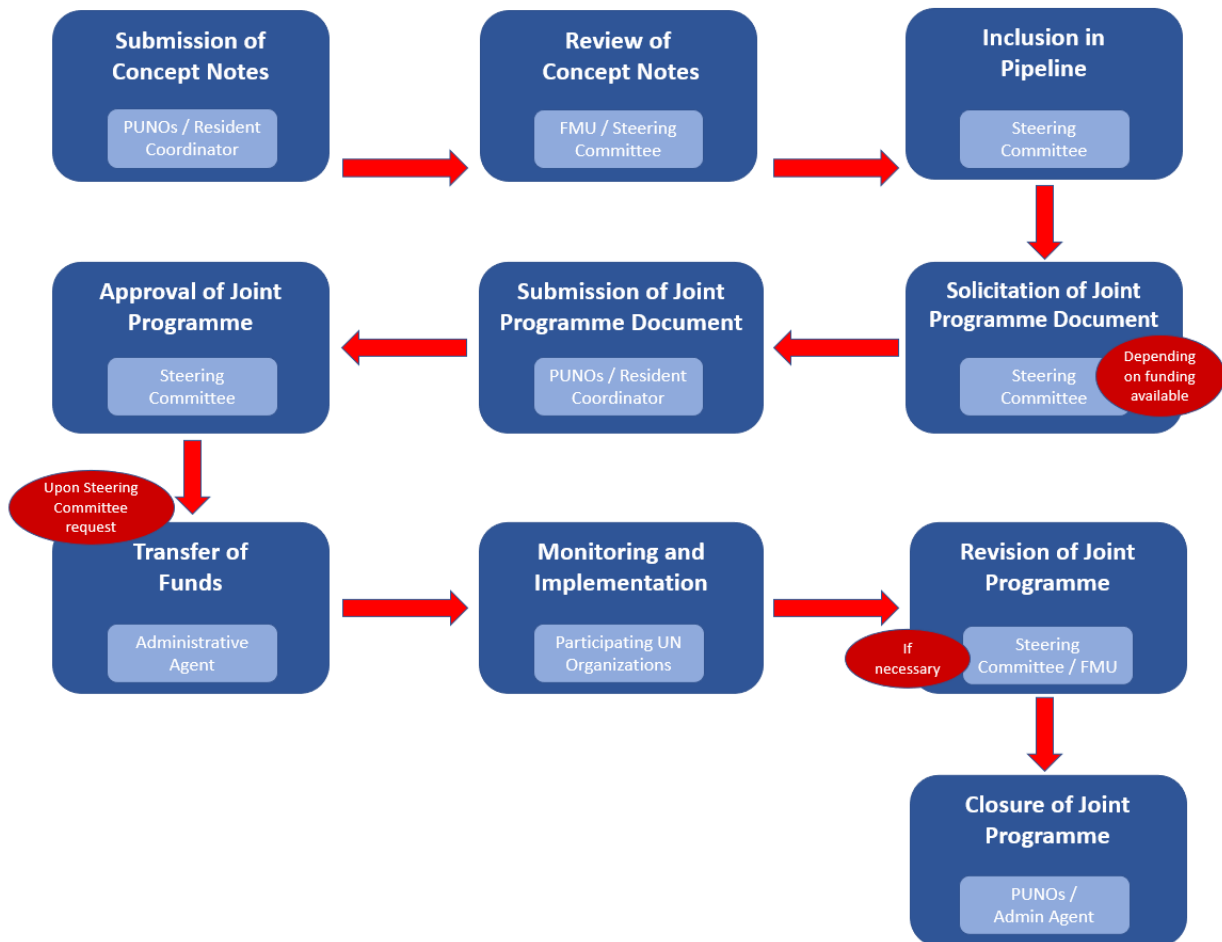 Submission of
Concept Notes
PUNOs / Resident
Coordinator
Review of
Concept Notes
FMU / Steering
Committee
Inclusion in
Pipeline
Steering
Committee
Solicitation of Joint
Programme Document
Steering
Committee
Depending
on funding
available
Submission of Joint
Programme Document
PUNOs / Resident
Coordinator
Approval of Joint
Programme
Steering
Committee
Upon Steering
Committee
request
Transfer of
Funds
Administrative
Agent
Monitoring and
Implementation
Participating UN
Organizations
Revision of Joint
Programme
If
necessary
Steering
Committee / FMU
Closure of Joint
Programme
PUNOs /
Admin Agent